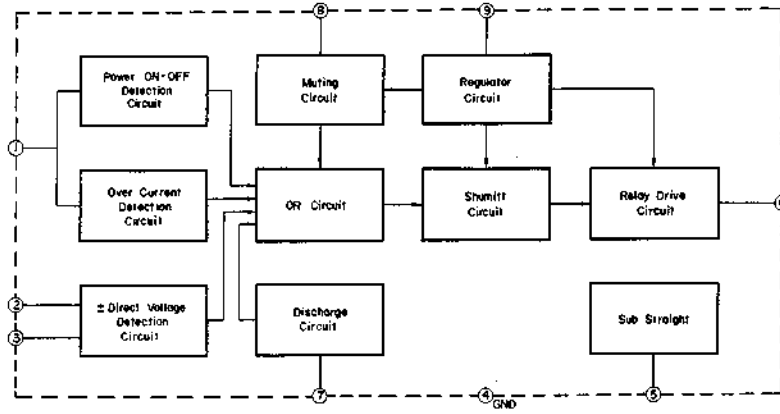 8
9
Power ON-OFF
Detection
Circuit
Muting
Circuit
Regulator
Circuit
1
Over Current
Detection
Circuit
OR Circuit
Shumitt
Circuit
Relay Drive
Circuit
2
3
± Direct Voltage
Detection
Circuit
Discharge
Circuit
Sub Straight
7
4
GND
5